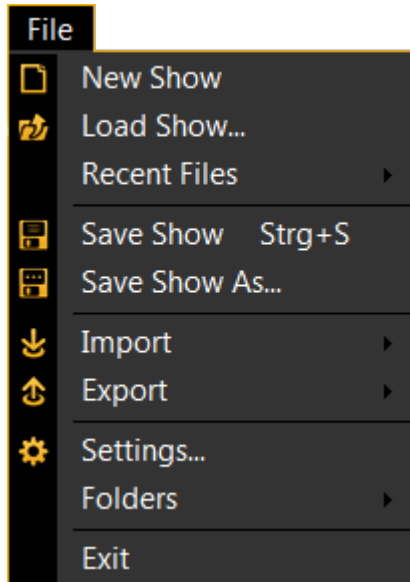 File
New Show
Load Show...
Recent Files
Save Show Strg+S
Save Show As...
Import
Export
Settings...
Folders
Exit